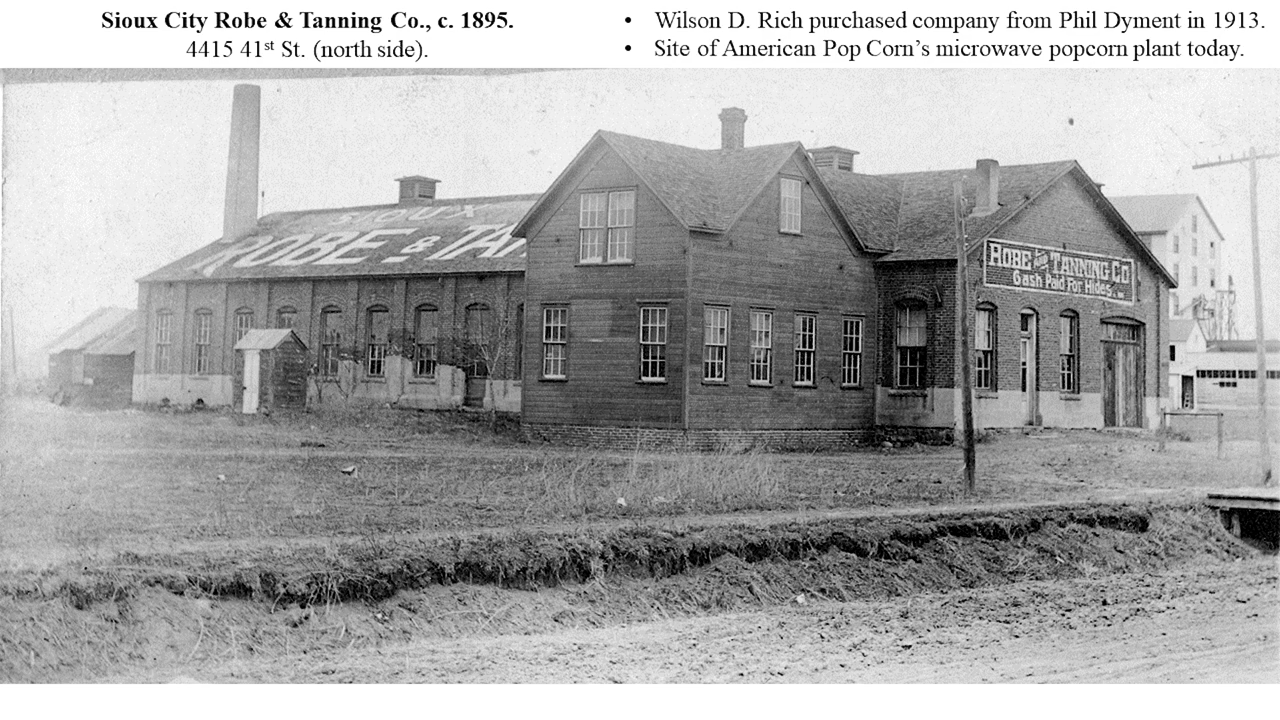 Sioux City Robe & Tanning Co., c. 1895.
4415 41st St. (north side).
• Wilson D. Rich purchased company from Phil Dyment in 1913.
• Site of American Pop Corn’s microwave popcorn plant today.
SIOUX
ROBE & TA
ROBE AND TANNING CO
Cash Paid For Hides